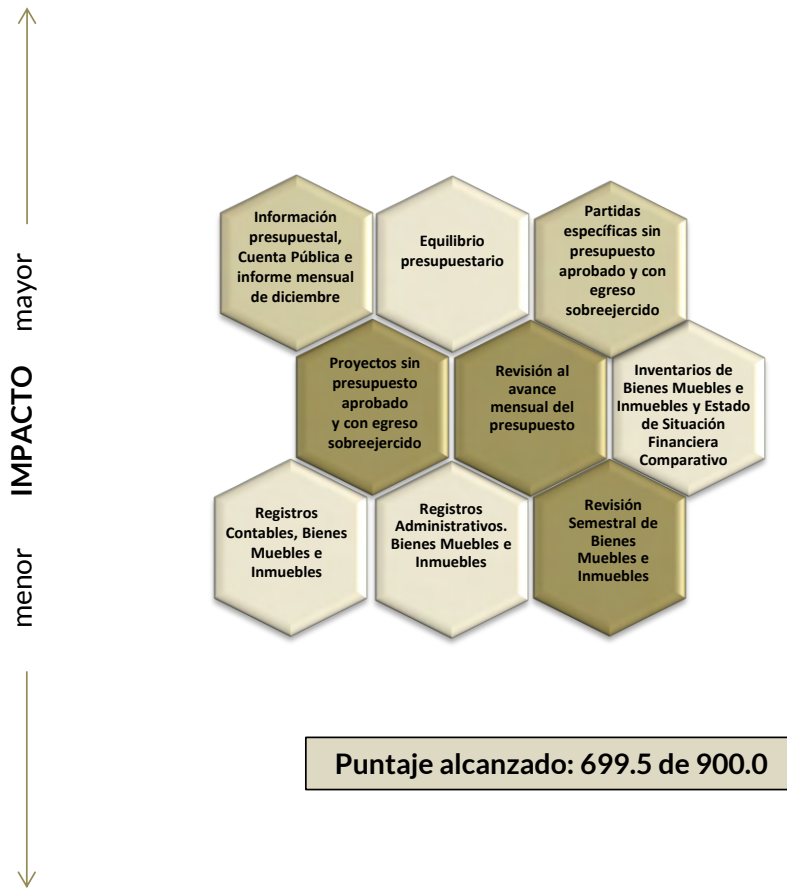 mayor
IMPACTO
menor
Información
presupuestal,
Cuenta Pública e
informe mensual
de diciembre
Equilibrio
presupuestario
Partidas
específicas sin
presupuesto
aprobado y con
egreso
sobreejercido
Proyectos sin
presupuesto
aprobado
y con egreso
sobreejercido
Revisión al
avance
mensual del
presupuesto
Inventarios de
Bienes Muebles e
Inmuebles y Estado
de Situación
Financiera
Comparativo
Registros
Contables, Bienes
Muebles e
Inmuebles
Registros
Administrativos.
Bienes Muebles e
Inmuebles
Revisión
Semestral de
Bienes
Muebles e
Inmuebles
Puntaje alcanzado: 699.5 de 900.0